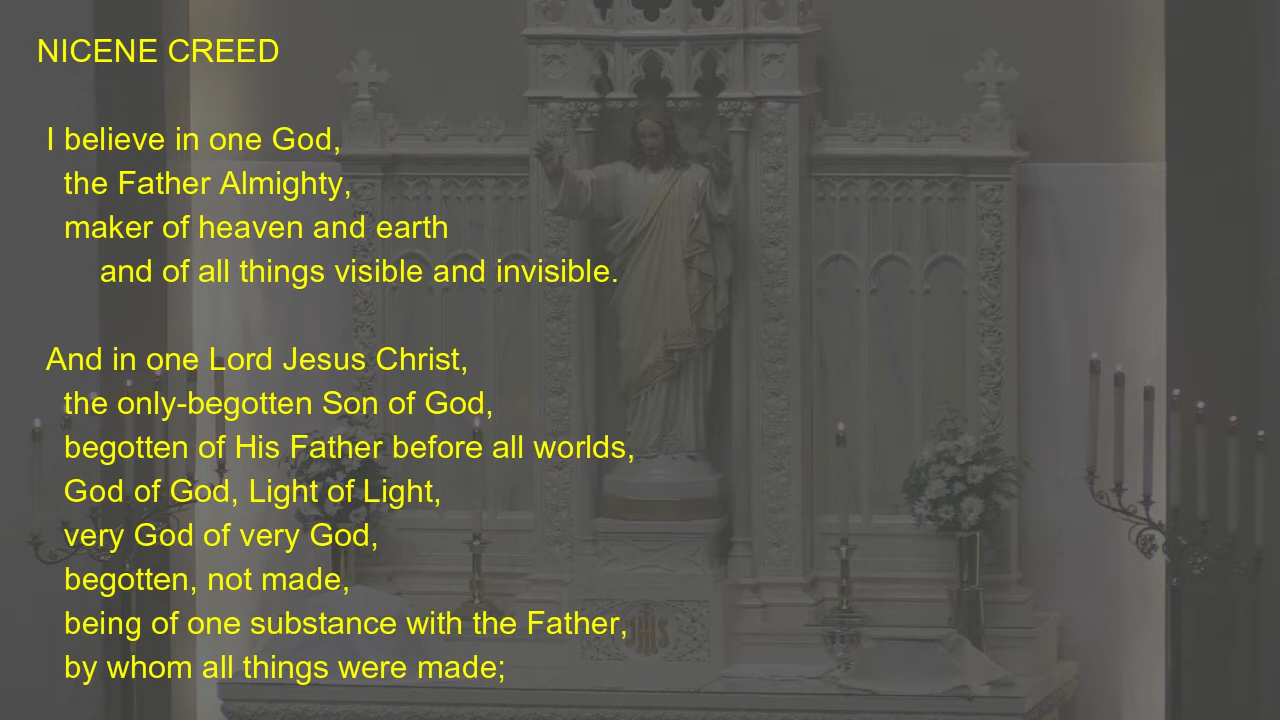 NICENE CREED
I believe in one God,
the Father Almighty,
maker of heaven and earth
and of all things visible and invisible.
And in one Lord Jesus Christ,
the only-begotten Son of God,
begotten of His Father before all worlds,
God of God, Light of Light,
very God of very God,
begotten, not made,
being of one substance with the Father,
by whom all things were made;
IHS